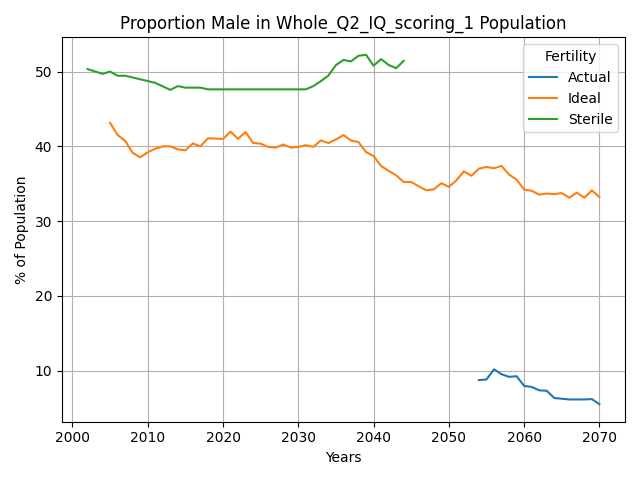 Proportion Male in Whole_Q2_IQ_scoring_1 Population
% of Population
50
40
30
20
10
Fertility
Actual
Ideal
Sterile
2000 2010 2020 2030 2040 2050 2060 2070
Years